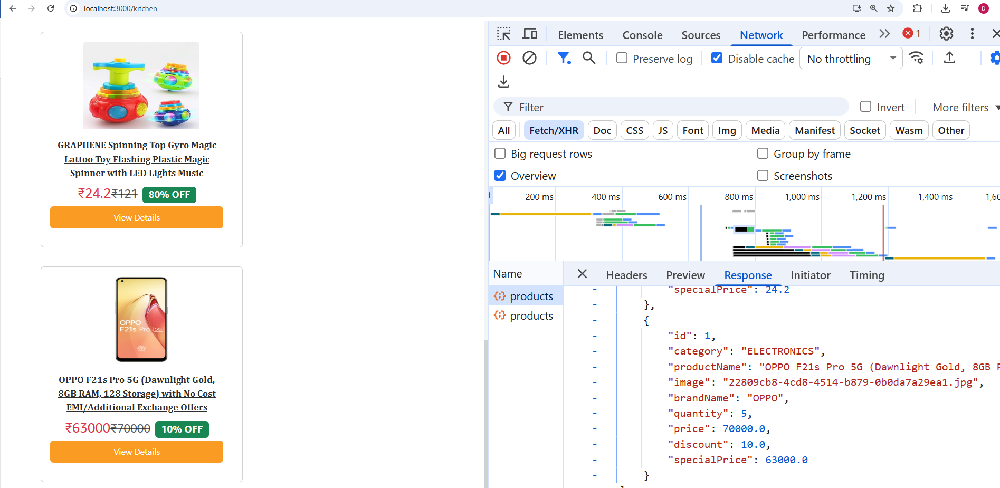 localhost:3000/kitchen
D
GRAPHENE Spinning Top Gyro Magic
Lattoo Toy Flashing Plastic Magic
Spinner with LED Lights Music
₹24.2₹121 80% OFF
View Details
OPPO
F21s Pro 5G
OPPO F21s Pro 5G (Dawnlight Gold,
8GB RAM, 128 Storage) with No Cost
EMI/Additional Exchange Offers
₹63000₹70000 10% OFF
View Details
Elements Console Sources Network Performance 1
Preserve log Disable cache No throttling
Filter Invert More filters
All Fetch/XHR Doc CSS JS Font Img Media Manifest Socket Wasm Other
Big request rows Group by frame
Overview Screenshots
200 ms 400 ms 600 ms 800 ms 1,000 ms 1,200 ms 1,400 ms 1,60
Name Headers Preview Response Initiator Timing
products
products
- "specialPrice": 24.2
- },
- {
- "id": 1,
- "category": "ELECTRONICS",
- "productName": "OPPO F21s Pro 5G (Dawnlight Gold, 8GB
- "image": "22809cb8-4cd8-4514-b879-0b0da7a29ea1.jpg",
- "brandName": "OPPO",
- "quantity": 5,
- "price": 70000.0,
- "discount": 10.0,
- "specialPrice": 63000.0
- }